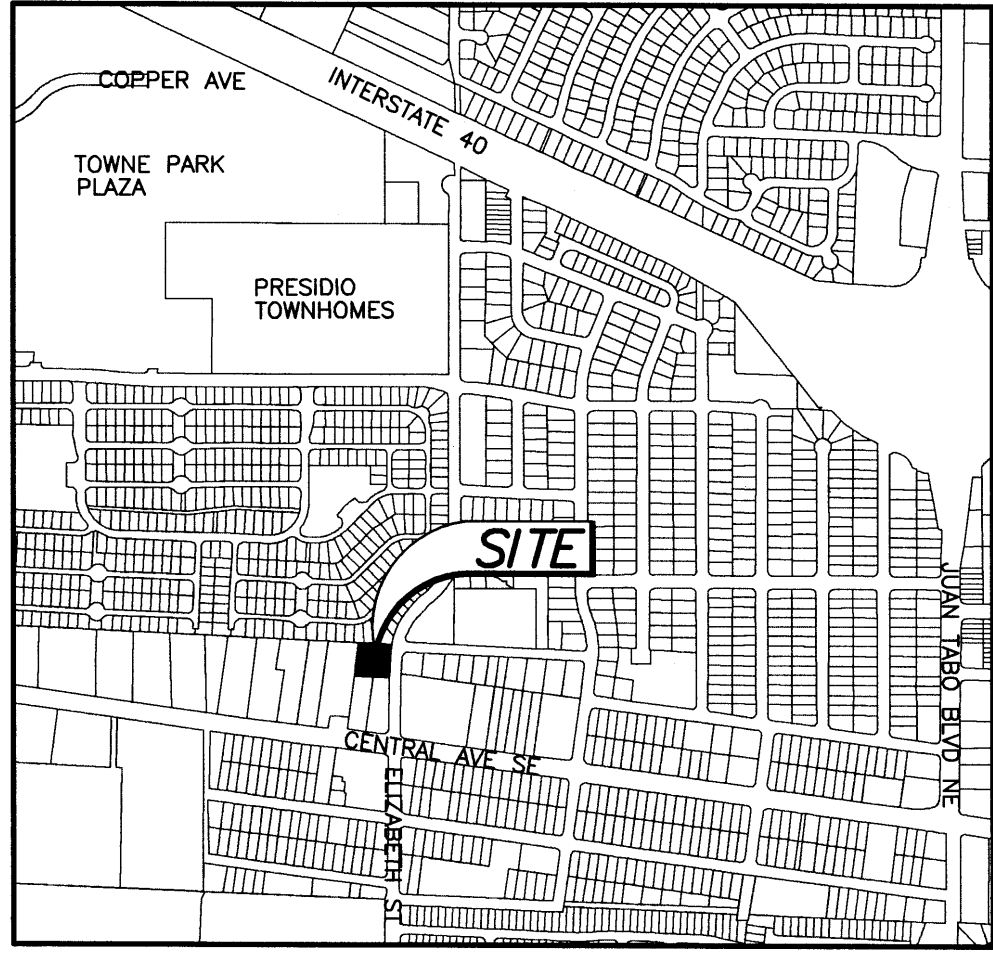 COPPER AVE
INTERSTATE 40
TOWNE PARK
PLAZA
PRESIDIO
TOWNHOMES
SITE
JUAN TABO BLVD NE
CENTRAL AVE SE
ELIZABETH ST